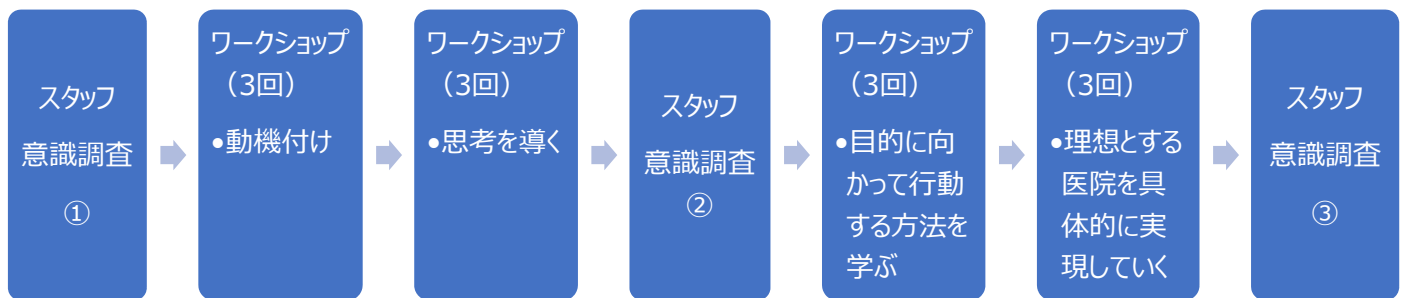 スタッフ
意識調査
①
ワークショップ
（3回）
•動機付け
ワークショップ
（3回）
•思考を導く
スタッフ
意識調査
②
ワークショップ
（3回）
•目的に向
かって行動
する方法を
学ぶ
ワークショップ
（3回）
•理想とする
医院を具
体的に実
現していく
スタッフ
意識調査
③